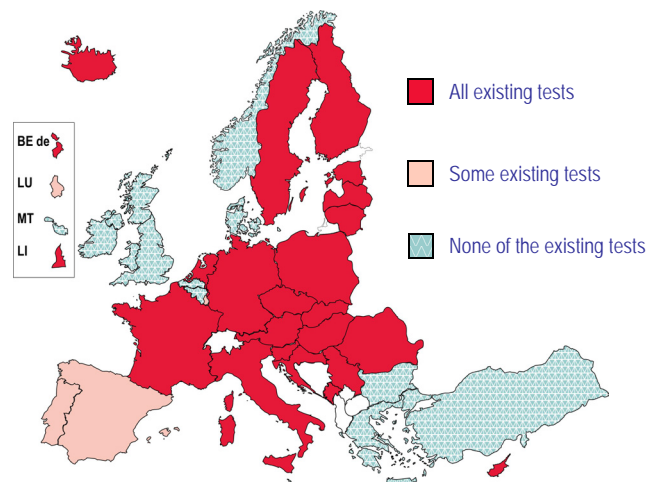 All existing tests
BE de
LU
Some existing tests
MT
None of the existing tests
LI